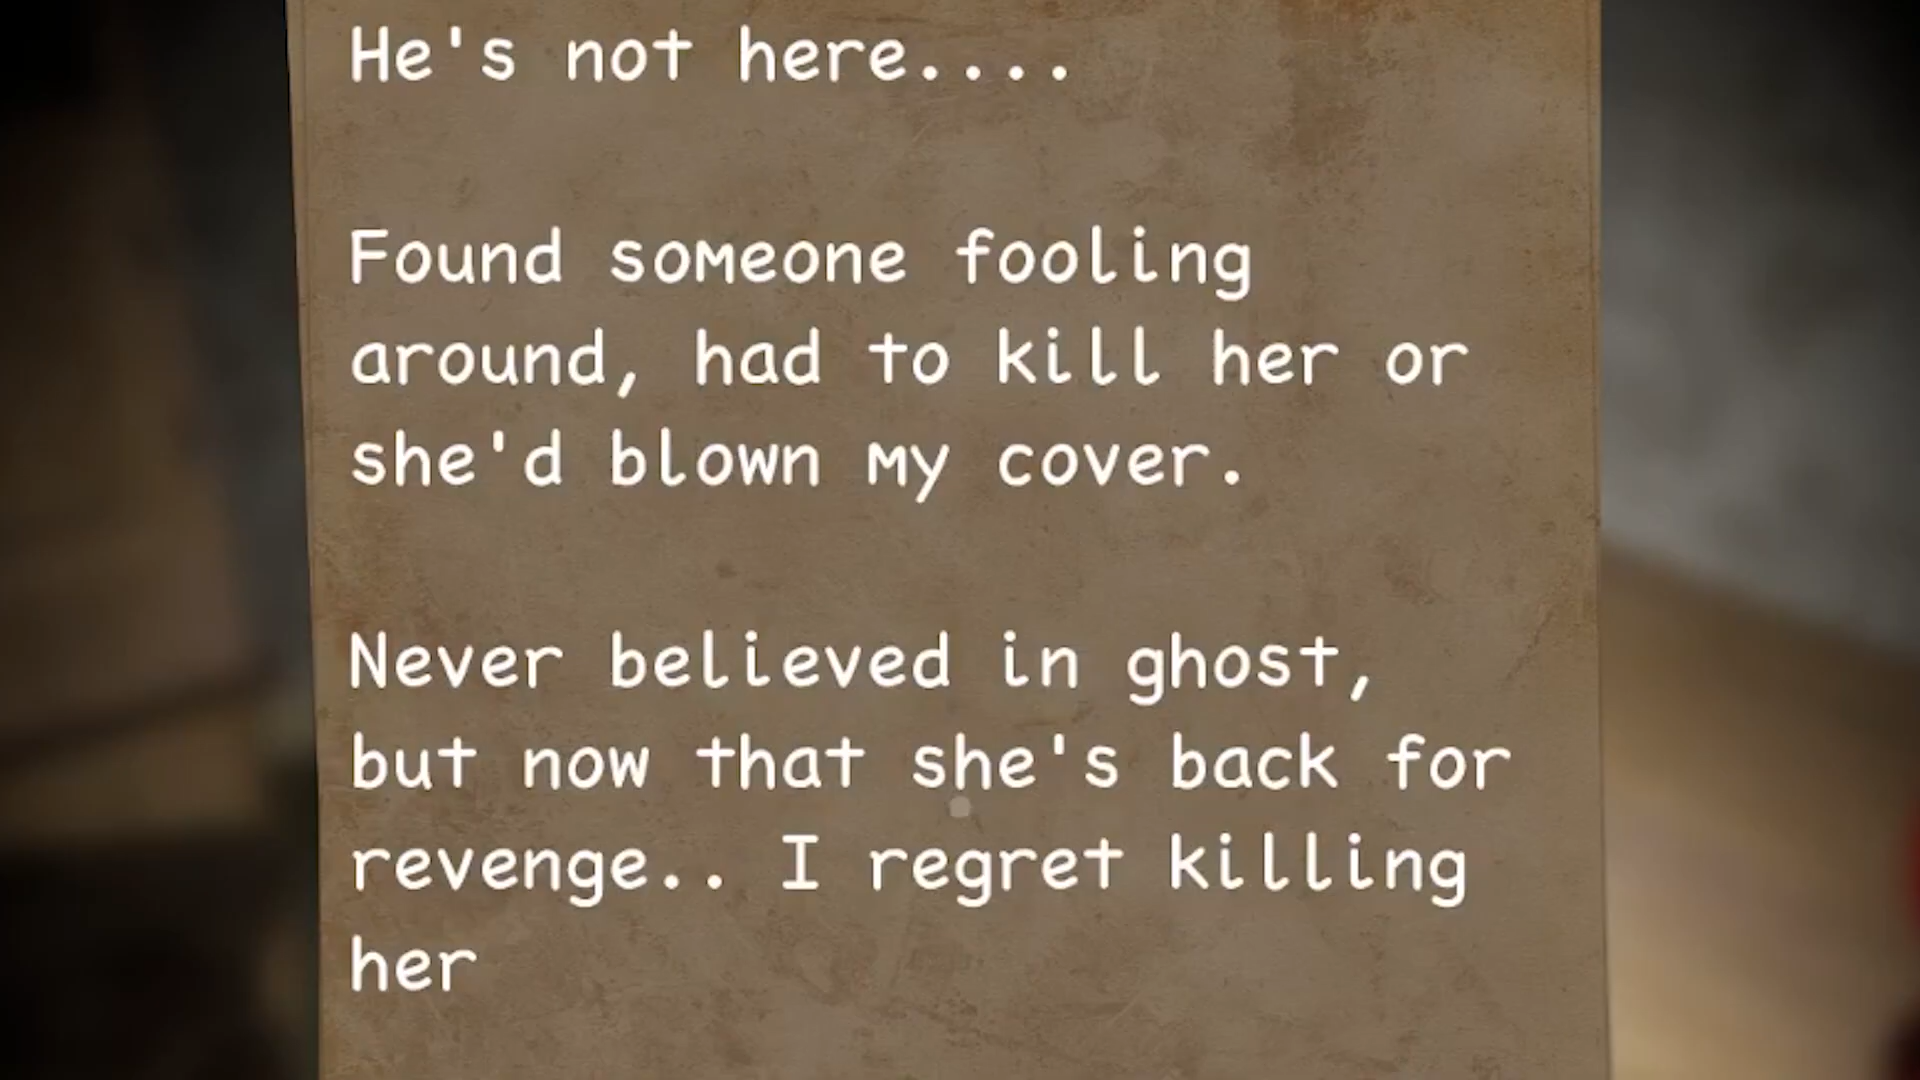 He's not here....
Found someone fooling
around, had to kill her or
she'd blown my cover.
Never believed in ghost,
but now that she's back for
revenge.. I regret killing
her